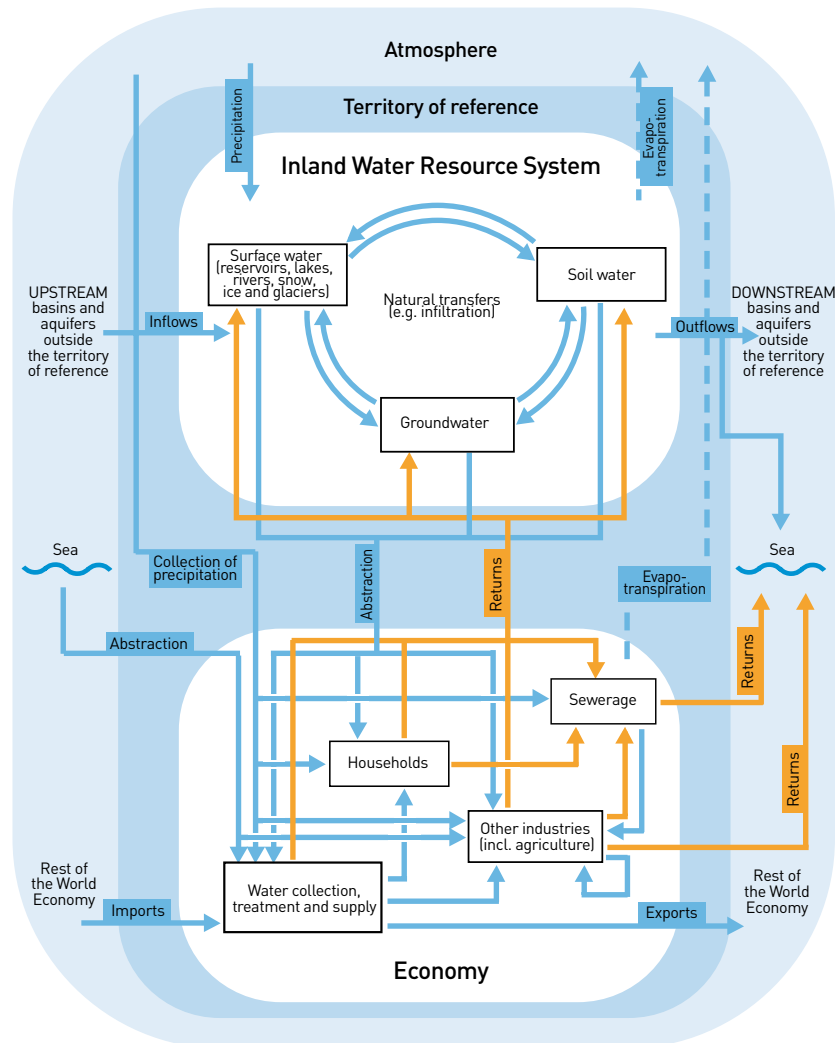 Atmosphere
Precipitation
Territory of reference
Evapo-
transpiration
Inland Water Resource System
Surface water
(reservoirs, lakes,
rivers, snow,
ice and glaciers)
Soil water
Natural transfers
(e.g. infiltration)
UPSTREAM
basins and
aquifers
outside
the territory
of reference
Inflows
Outflows
DOWNSTREAM
basins and
aquifers
outside
the territory
of reference
Groundwater
Sea
Collection of
precipitation
Abstraction
Returns
Evapo-
transpiration
Sea
Abstraction
Sewerage
Returns
Households
Returns
Other industries
(incl. agriculture)
Rest of
the World
Economy
Imports
Water collection,
treatment and supply
Exports
Rest of
the World
Economy
Economy